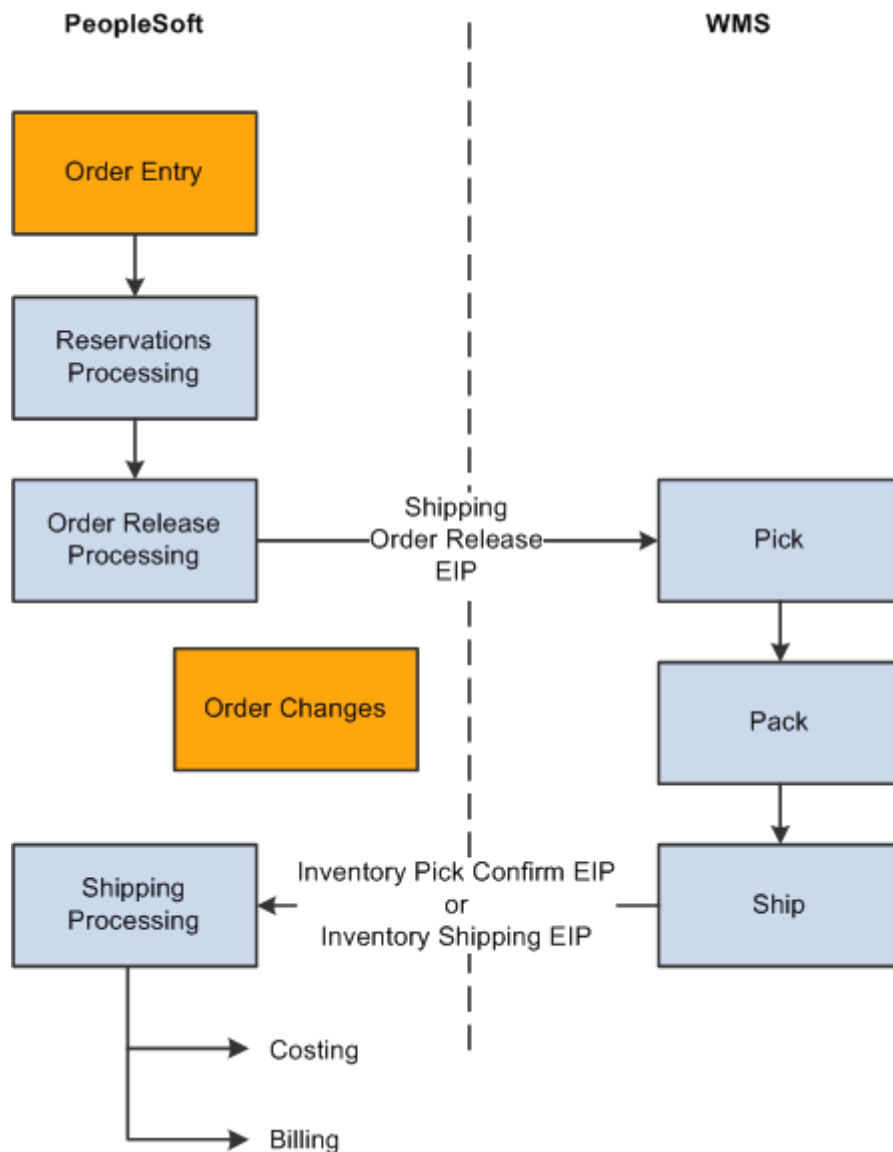 PeopleSoft
WMS
Order Entry
Reservations
Processing
Order Release
Processing
Shipping
Order Release
EIP
Pick
Order Changes
Pack
Shipping
Processing
Inventory Pick Confirm EIP
or
Inventory Shipping EIP
Ship
Costing
Billing